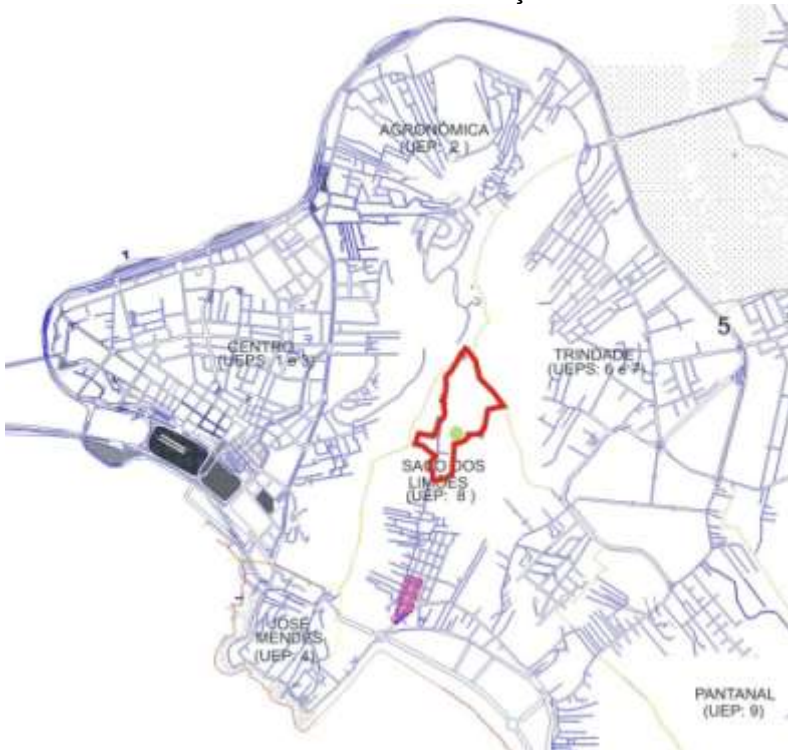 AGRONÔMICA
(UEP: 2 )
5
CENTRO
(UEPS: 1 e 3)
TRINDADE
(UEPS: 6 e 7)
SACO DOS
LIMÕES
(UEP: 8 )
JOSÉ
MENDES
(UEP: 4)
PANTANAL
(UEP: 9)